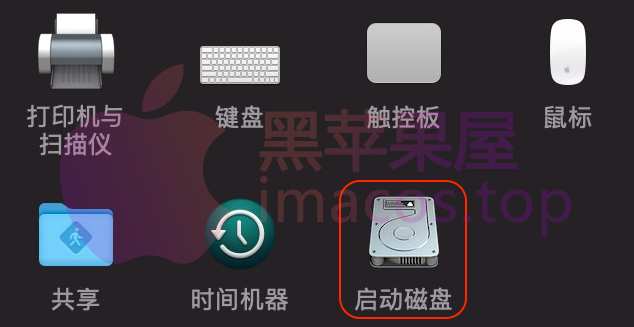 打印机与
扫描仪
键盘
触控板
鼠标
黑苹果屋
imacos.top
共享
时间机器
启动磁盘